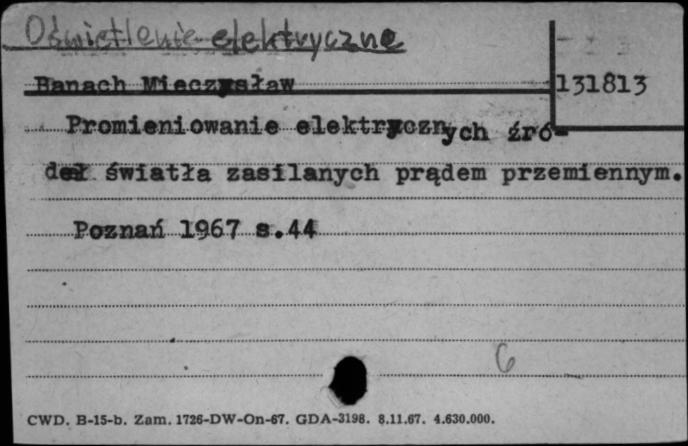 Oświetlenie elektryczne
Banach Mieczysław
131813
Promieniowanie elektrycznych źró-
deł światła zasilanych prądem przemiennym.
Poznań 1967 s.44
6
CWD. B-15-b. Zam. 1726-DW-On-67. GDA-3198. 8.11.67. 4.630.000.